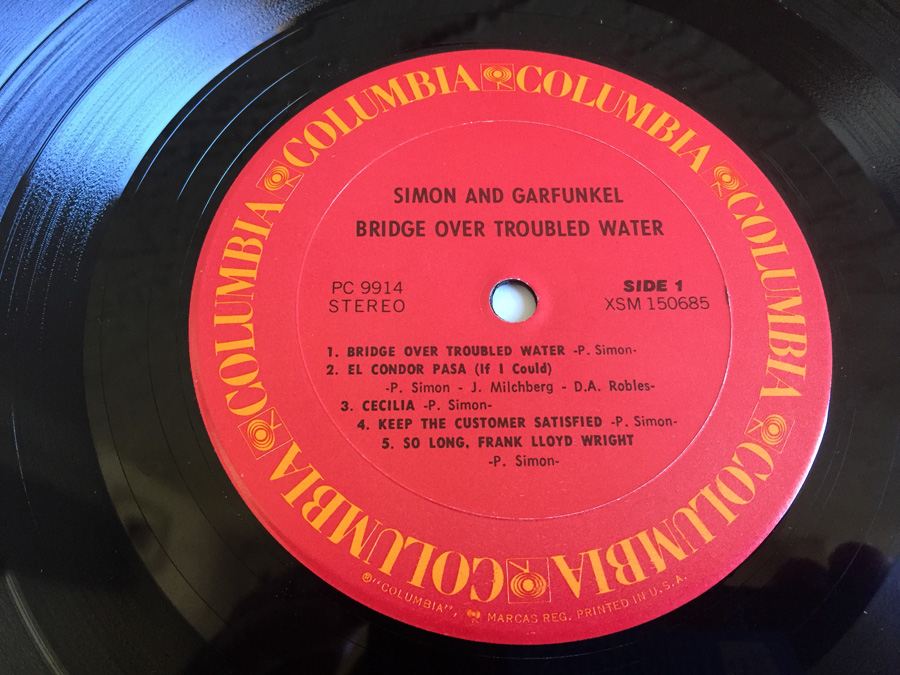 COLUMBIA COLUMBIA COLUMBIA COLUMBIA COLUMBIA COLUMBIA COLUMBIA COLUMBIA
SIMON AND GARFUNKEL
BRIDGE OVER TROUBLED WATER
PC 9914 SIDE 1
STEREO XSM 150685
1. BRIDGE OVER TROUBLED WATER -P. Simon-
2. EL CONDOR PASA (If I Could)
-P. Simon - J. Milchberg - D.A. Robles-
3. CECILIA -P. Simon-
4. KEEP THE CUSTOMER SATISFIED -P. Simon-
5. SO LONG, FRANK LLOYD WRIGHT
-P. Simon-
®"COLUMBIA", MARCAS REG. PRINTED IN U.S.A.